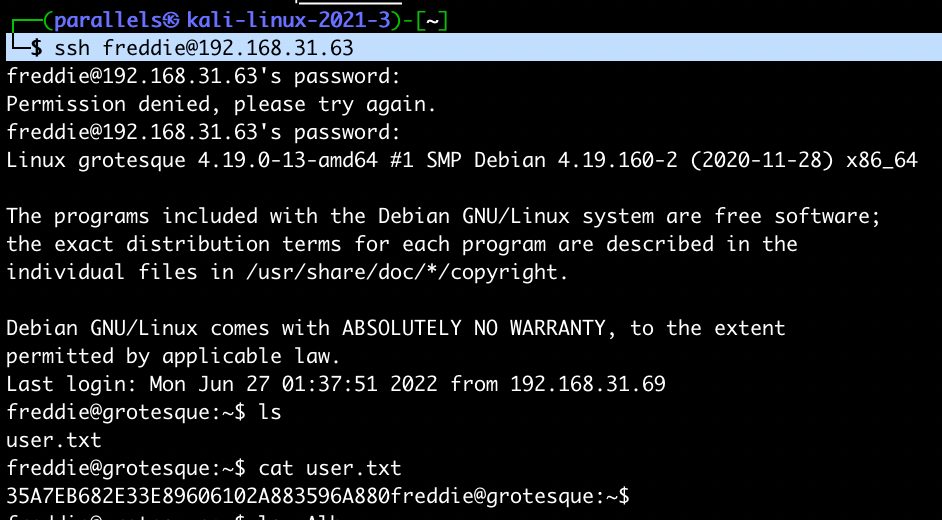 ┌──(parallels㉿kali-linux-2021-3)-[~]
└─$ ssh freddie@192.168.31.63
freddie@192.168.31.63's password:
Permission denied, please try again.
freddie@192.168.31.63's password:
Linux grotesque 4.19.0-13-amd64 #1 SMP Debian 4.19.160-2 (2020-11-28) x86_64
The programs included with the Debian GNU/Linux system are free software;
the exact distribution terms for each program are described in the
individual files in /usr/share/doc/*/copyright.
Debian GNU/Linux comes with ABSOLUTELY NO WARRANTY, to the extent
permitted by applicable law.
Last login: Mon Jun 27 01:37:51 2022 from 192.168.31.69
freddie@grotesque:~$ ls
user.txt
freddie@grotesque:~$ cat user.txt
35A7EB682E33E89606102A883596A880freddie@grotesque:~$
freddie@grotesque:~$